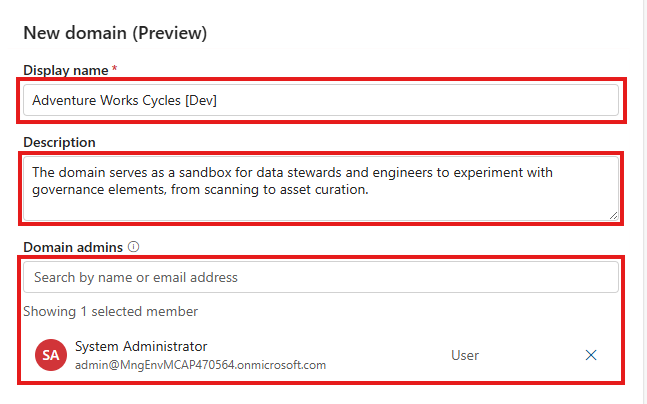 New domain (Preview)
Display name *
Adventure Works Cycles [Dev]
Description
The domain serves as a sandbox for data stewards and engineers to experiment with
governance elements, from scanning to asset curation.
Domain admins
Search by name or email address
Showing 1 selected member
SA System Administrator User
admin@MngEnvMCAP470564.onmicrosoft.com